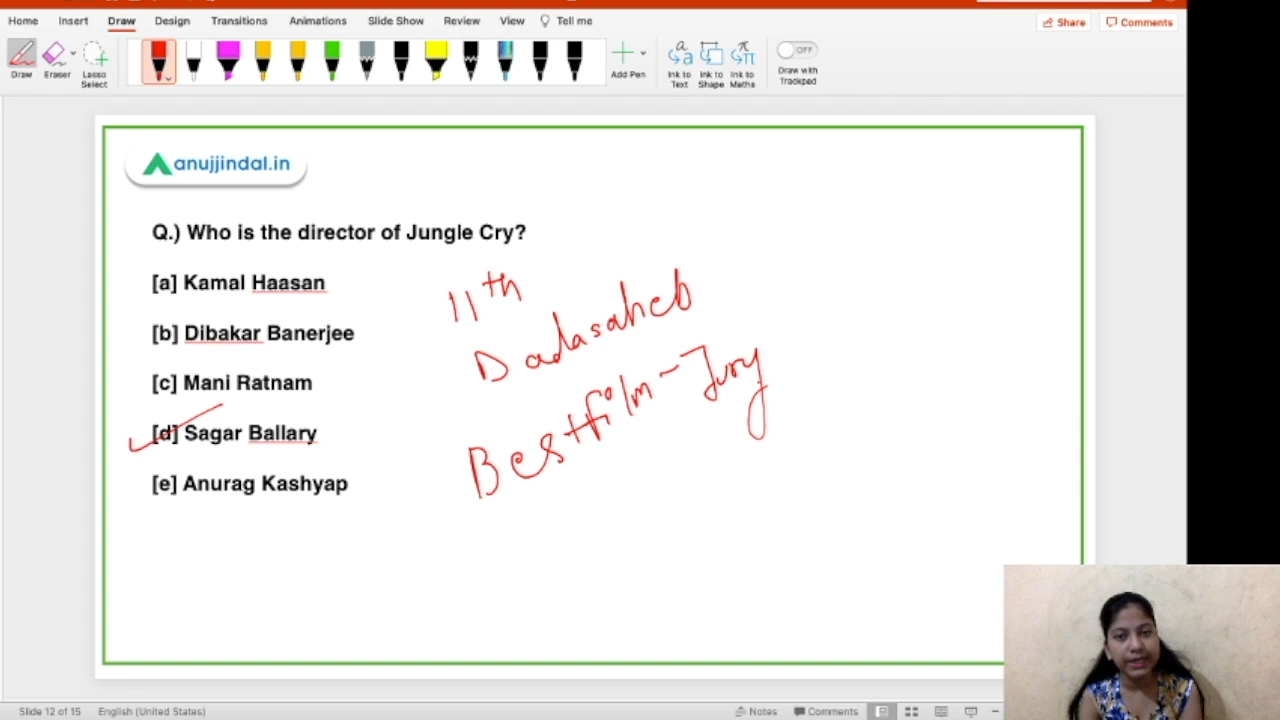 Home Insert Draw Design Transitions Animations Slide Show Review View Tell me Share Comments
OFF
Draw Eraser Lasso Select Add Pen Ink to Text Ink to Shape Ink to Maths Draw with Trackpad
anujjindal.in
Q.) Who is the director of Jungle Cry?
[a] Kamal Haasan
[b] Dibakar Banerjee
[c] Mani Ratnam
[d] Sagar Ballary
[e] Anurag Kashyap
11th
Dadasaheb
Best film - Jury
Slide 12 of 15 English (United States) Notes Comments